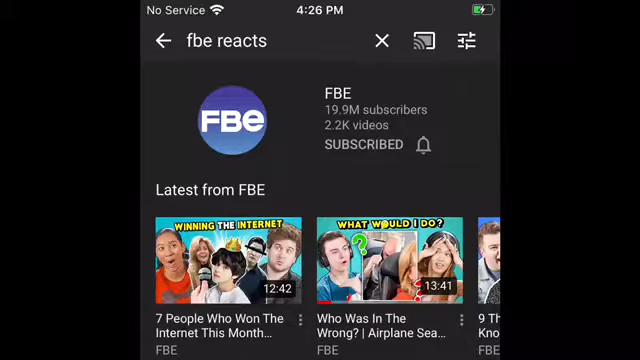 No Service 4:26 PM
fbe reacts
FBE
FBE
19.9M subscribers
2.2K videos
SUBSCRIBED
Latest from FBE
WINNING THE INTERNET
12:42
WHAT WOULD I DO?
13:41
7 People Who Won The
Internet This Month...
FBE
Who Was In The
Wrong? | Airplane Sea...
FBE
9 Th
Kno
FBE